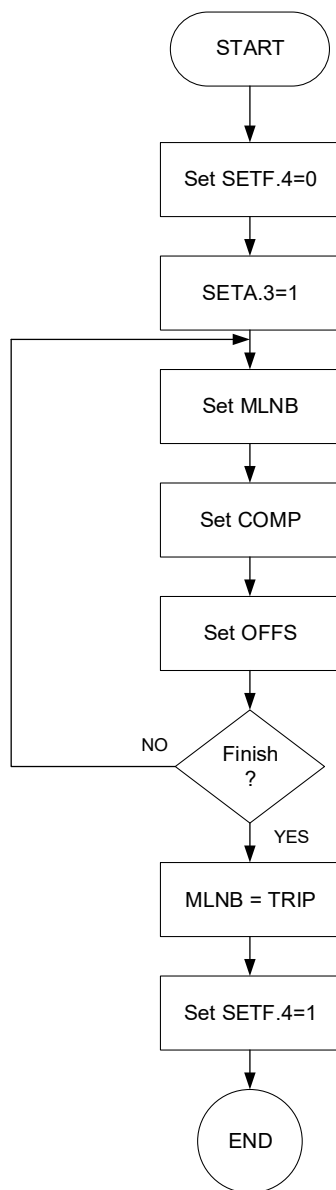 START
Set SETF.4=0
SETA.3=1
Set MLNB
Set COMP
Set OFFS
NO
Finish
?
YES
MLNB = TRIP
Set SETF.4=1
END